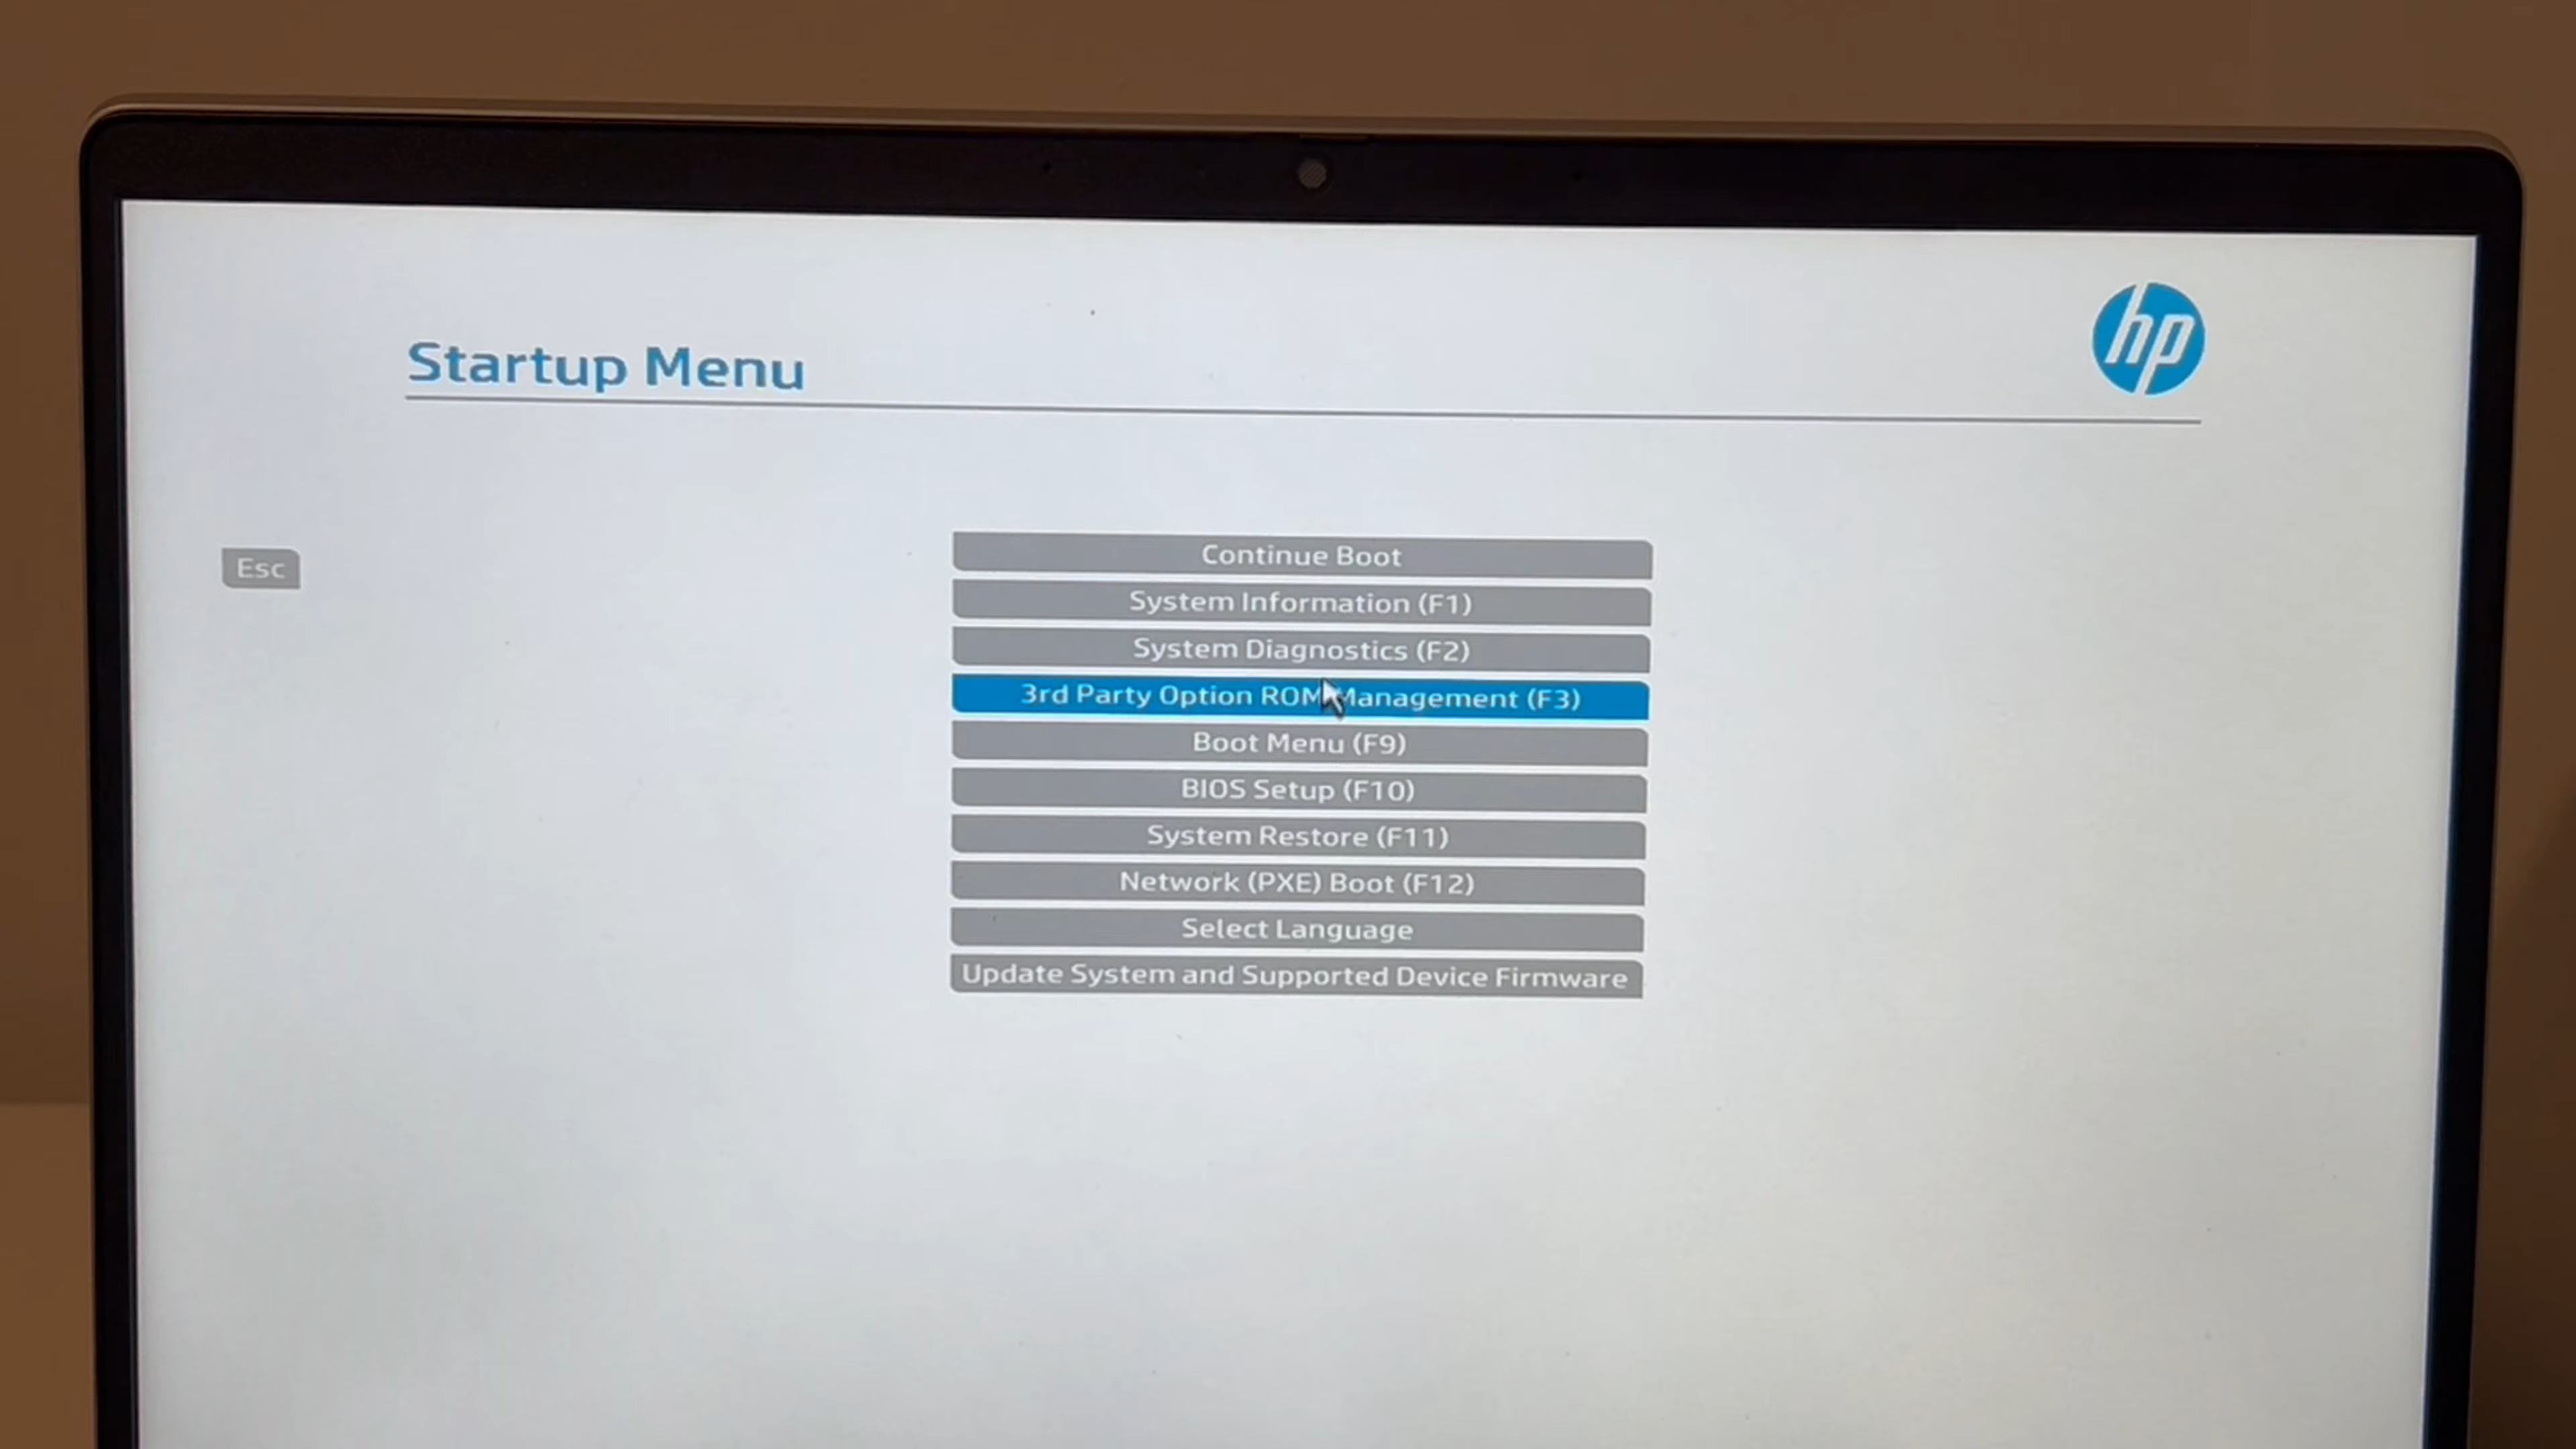 hp
Startup Menu
Esc
Continue Boot
System Information (F1)
System Diagnostics (F2)
3rd Party Option ROM Management (F3)
Boot Menu (F9)
BIOS Setup (F10)
System Restore (F11)
Network (PXE) Boot (F12)
Select Language
Update System and Supported Device Firmware